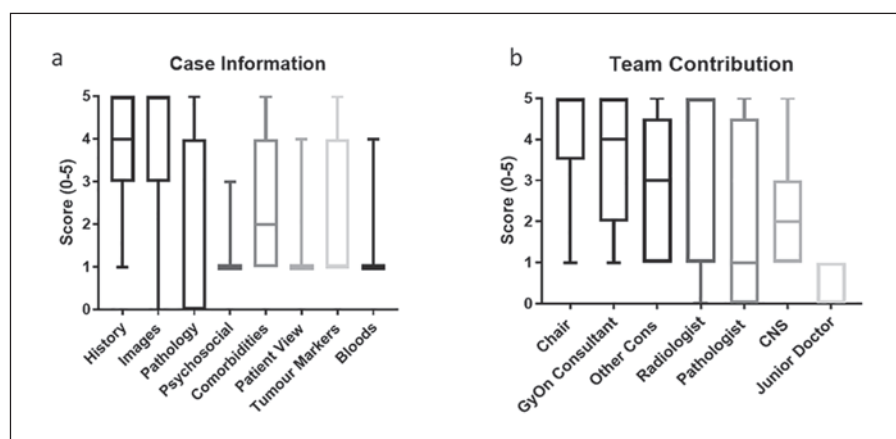 a
Case Information
Score (0-5)
5
4
3
2
1
0
History
Images
Pathology
Psychosocial
Comorbidities
Patient View
Tumour Markers
Bloods
b
Team Contribution
Score (0-5)
5
4
3
2
1
0
Chair
GyOn Consultant
Other Cons
Radiologist
Pathologist
CNS
Junior Doctor